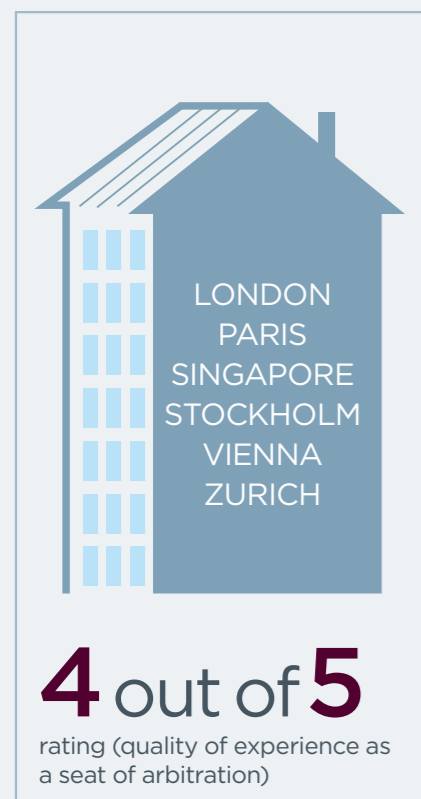 LONDON
PARIS
SINGAPORE
STOCKHOLM
VIENNA
ZURICH
4 out of 5
rating (quality of experience as
a seat of arbitration)